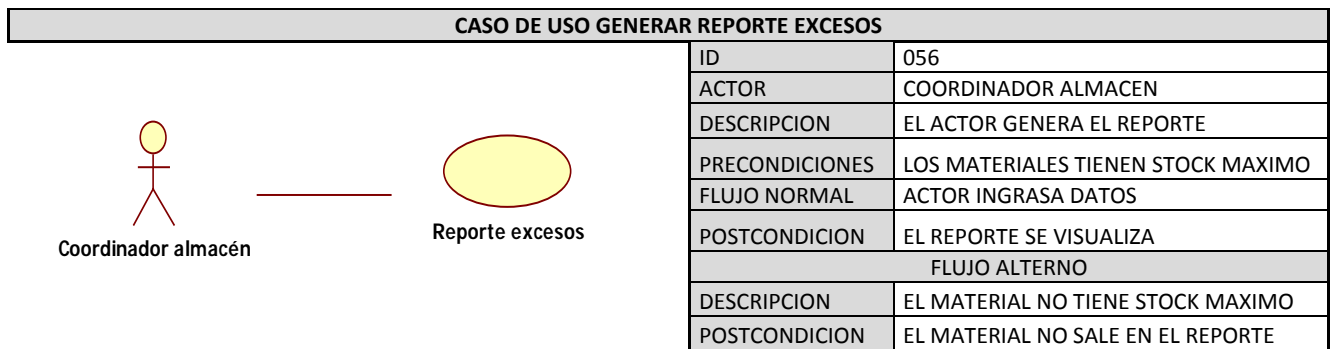 CASO DE USO GENERAR REPORTE EXCESOS
ID 056
ACTOR COORDINADOR ALMACEN
DESCRIPCION EL ACTOR GENERA EL REPORTE
PRECONDICIONES LOS MATERIALES TIENEN STOCK MAXIMO
FLUJO NORMAL ACTOR INGRASA DATOS
POSTCONDICION EL REPORTE SE VISUALIZA
FLUJO ALTERNO
DESCRIPCION EL MATERIAL NO TIENE STOCK MAXIMO
POSTCONDICION EL MATERIAL NO SALE EN EL REPORTE
Coordinador almacén
Reporte excesos